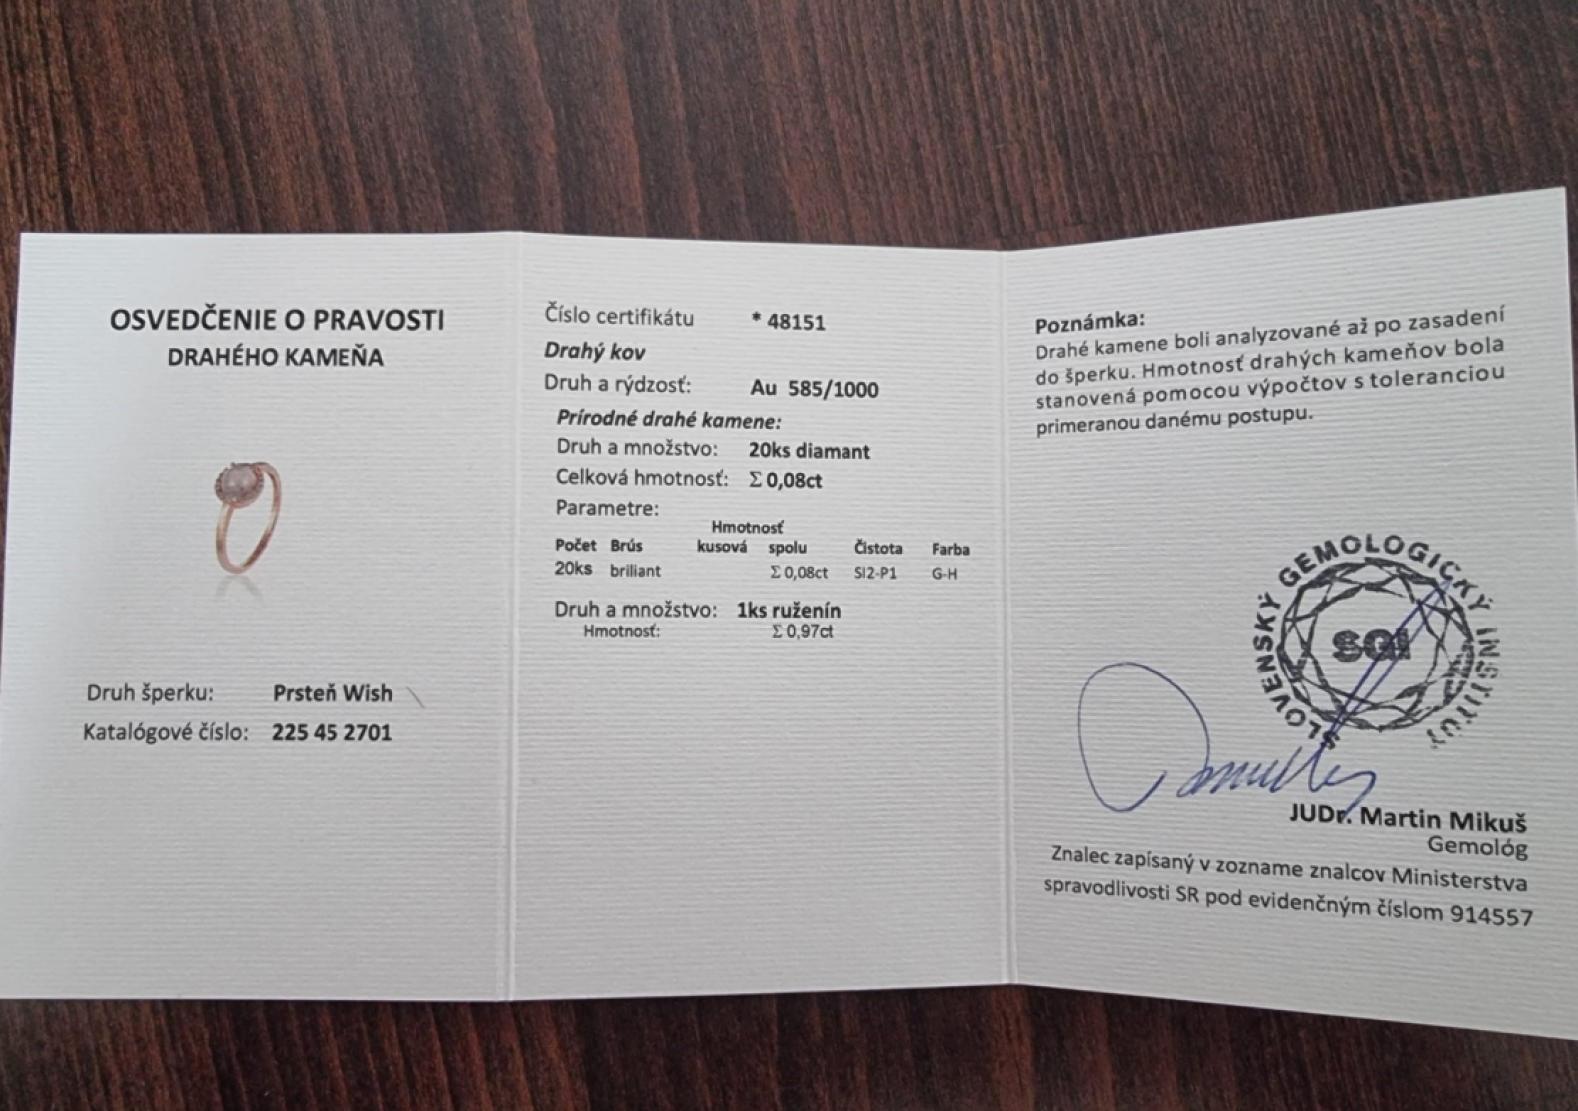 OSVEDČENIE O PRAVOSTI
DRAHÉHO KAMEŇA
Druh šperku: Prsteň Wish
Katalógové číslo: 225 45 2701
Číslo certifikátu * 48151
Drahý kov
Druh a rýdzosť: Au 585/1000
Prírodné drahé kamene:
Druh a množstvo: 20ks diamant
Celková hmotnosť: Σ 0,08ct
Parametre:
Hmotnosť
Počet Brús kusová spolu Čistota Farba
20ks briliant Σ 0,08ct SI2-P1 G-H
Druh a množstvo: 1ks ruženín
Hmotnosť: Σ 0,97ct
Poznámka:
Drahé kamene boli analyzované až po zasadení
do šperku. Hmotnosť drahých kameňov bola
stanovená pomocou výpočtov s toleranciou
primeranou danému postupu.
SLOVENSKÝ GEMOLOGICKÝ INŠTITÚT
SGI
JUDr. Martin Mikuš
Gemológ
Znalec zapísaný v zozname znalcov Ministerstva
spravodlivosti SR pod evidenčným číslom 914557